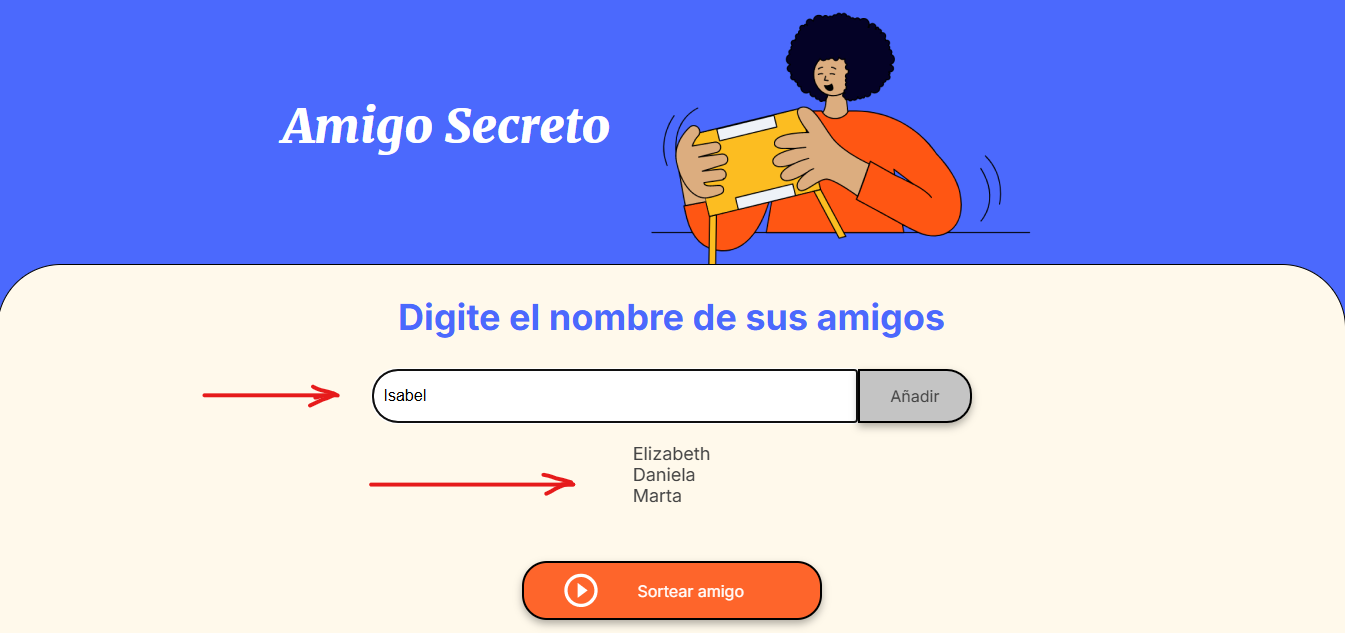 Amigo Secreto
Digite el nombre de sus amigos
Isabel
Añadir
Elizabeth
Daniela
Marta
Sortear amigo